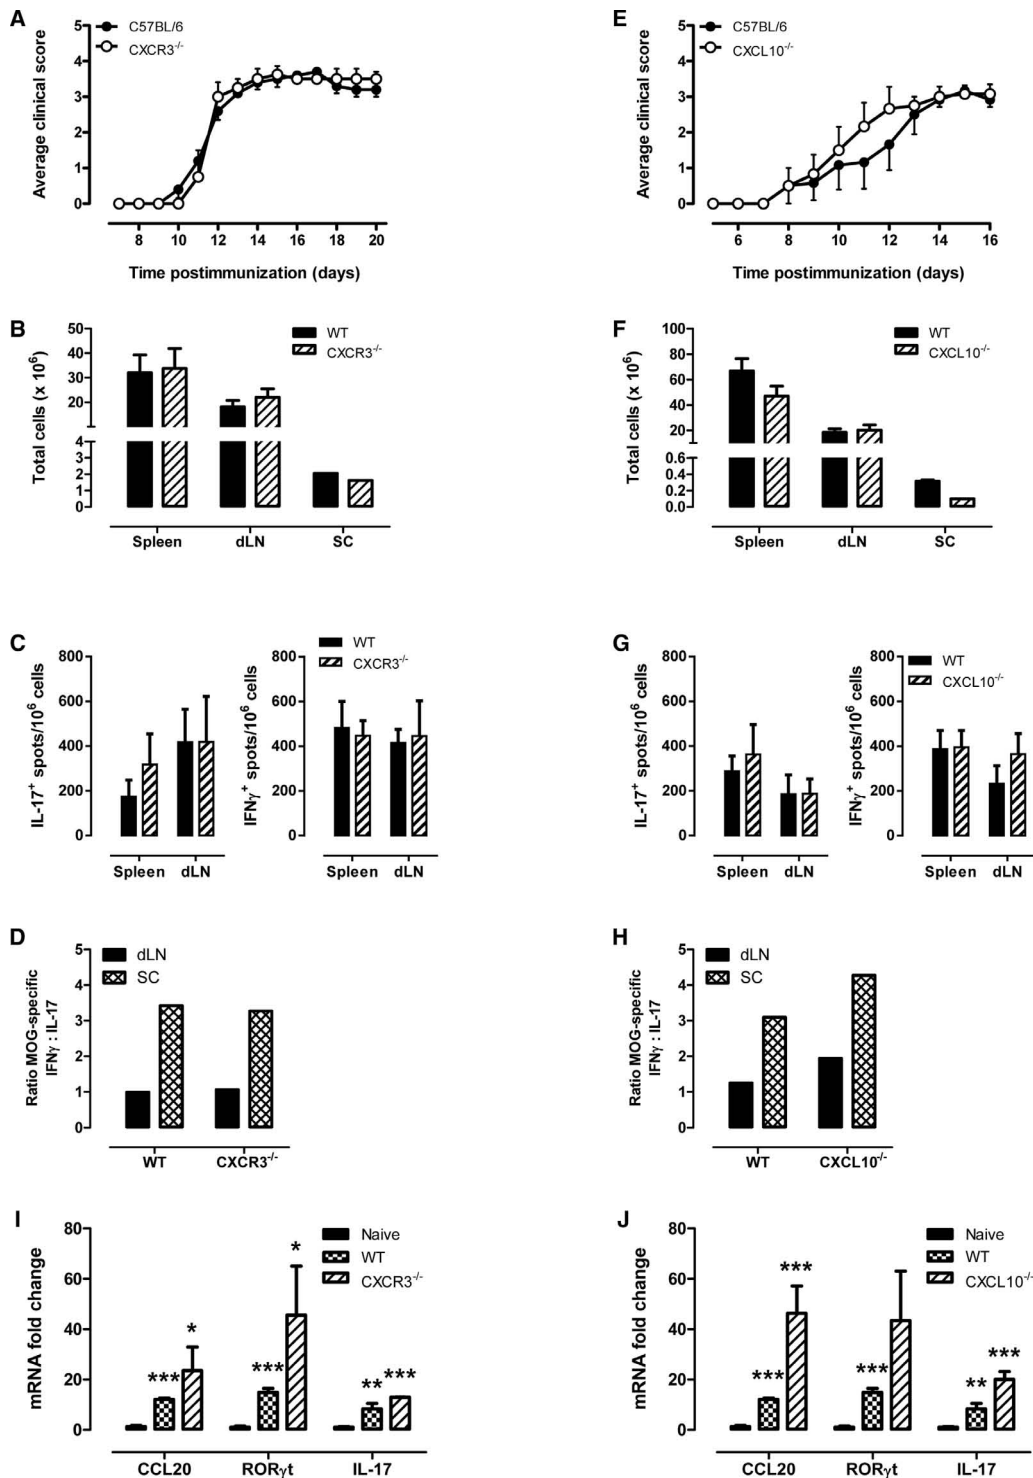 A
C57BL/6
CXCR3-/-
Average clinical score
5
4
3
2
1
0
8 10 12 14 16 18 20
Time postimmunization (days)
E
C57BL/6
CXCL10-/-
Average clinical score
5
4
3
2
1
0
6 8 10 12 14 16
Time postimmunization (days)
B
WT
CXCR3-/-
Total cells (x 10⁶)
50
40
30
20
4
3
2
1
0
Spleen dLN SC
F
WT
CXCL10-/-
Total cells (x 10⁶)
100
80
60
40
20
0.6
0.4
0.2
0.0
Spleen dLN SC
C
IL-17+ spots/10⁶ cells
800
600
400
200
0
Spleen dLN
WT
CXCR3-/-
IFNγ+ spots/10⁶ cells
800
600
400
200
0
Spleen dLN
G
IL-17+ spots/10⁶ cells
800
600
400
200
0
Spleen dLN
WT
CXCL10-/-
IFNγ+ spots/10⁶ cells
800
600
400
200
0
Spleen dLN
D
dLN
SC
Ratio MOG-specific
IFNγ : IL-17
5
4
3
2
1
0
WT CXCR3-/-
H
dLN
SC
Ratio MOG-specific
IFNγ : IL-17
5
4
3
2
1
0
WT CXCL10-/-
I
Naive
WT
CXCR3-/-
mRNA fold change
80
60
40
20
0
*** *
*** *
** ***
CCL20 RORγt IL-17
J
Naive
WT
CXCL10-/-
mRNA fold change
80
60
40
20
0
*** ***
***
** ***
CCL20 RORγt IL-17